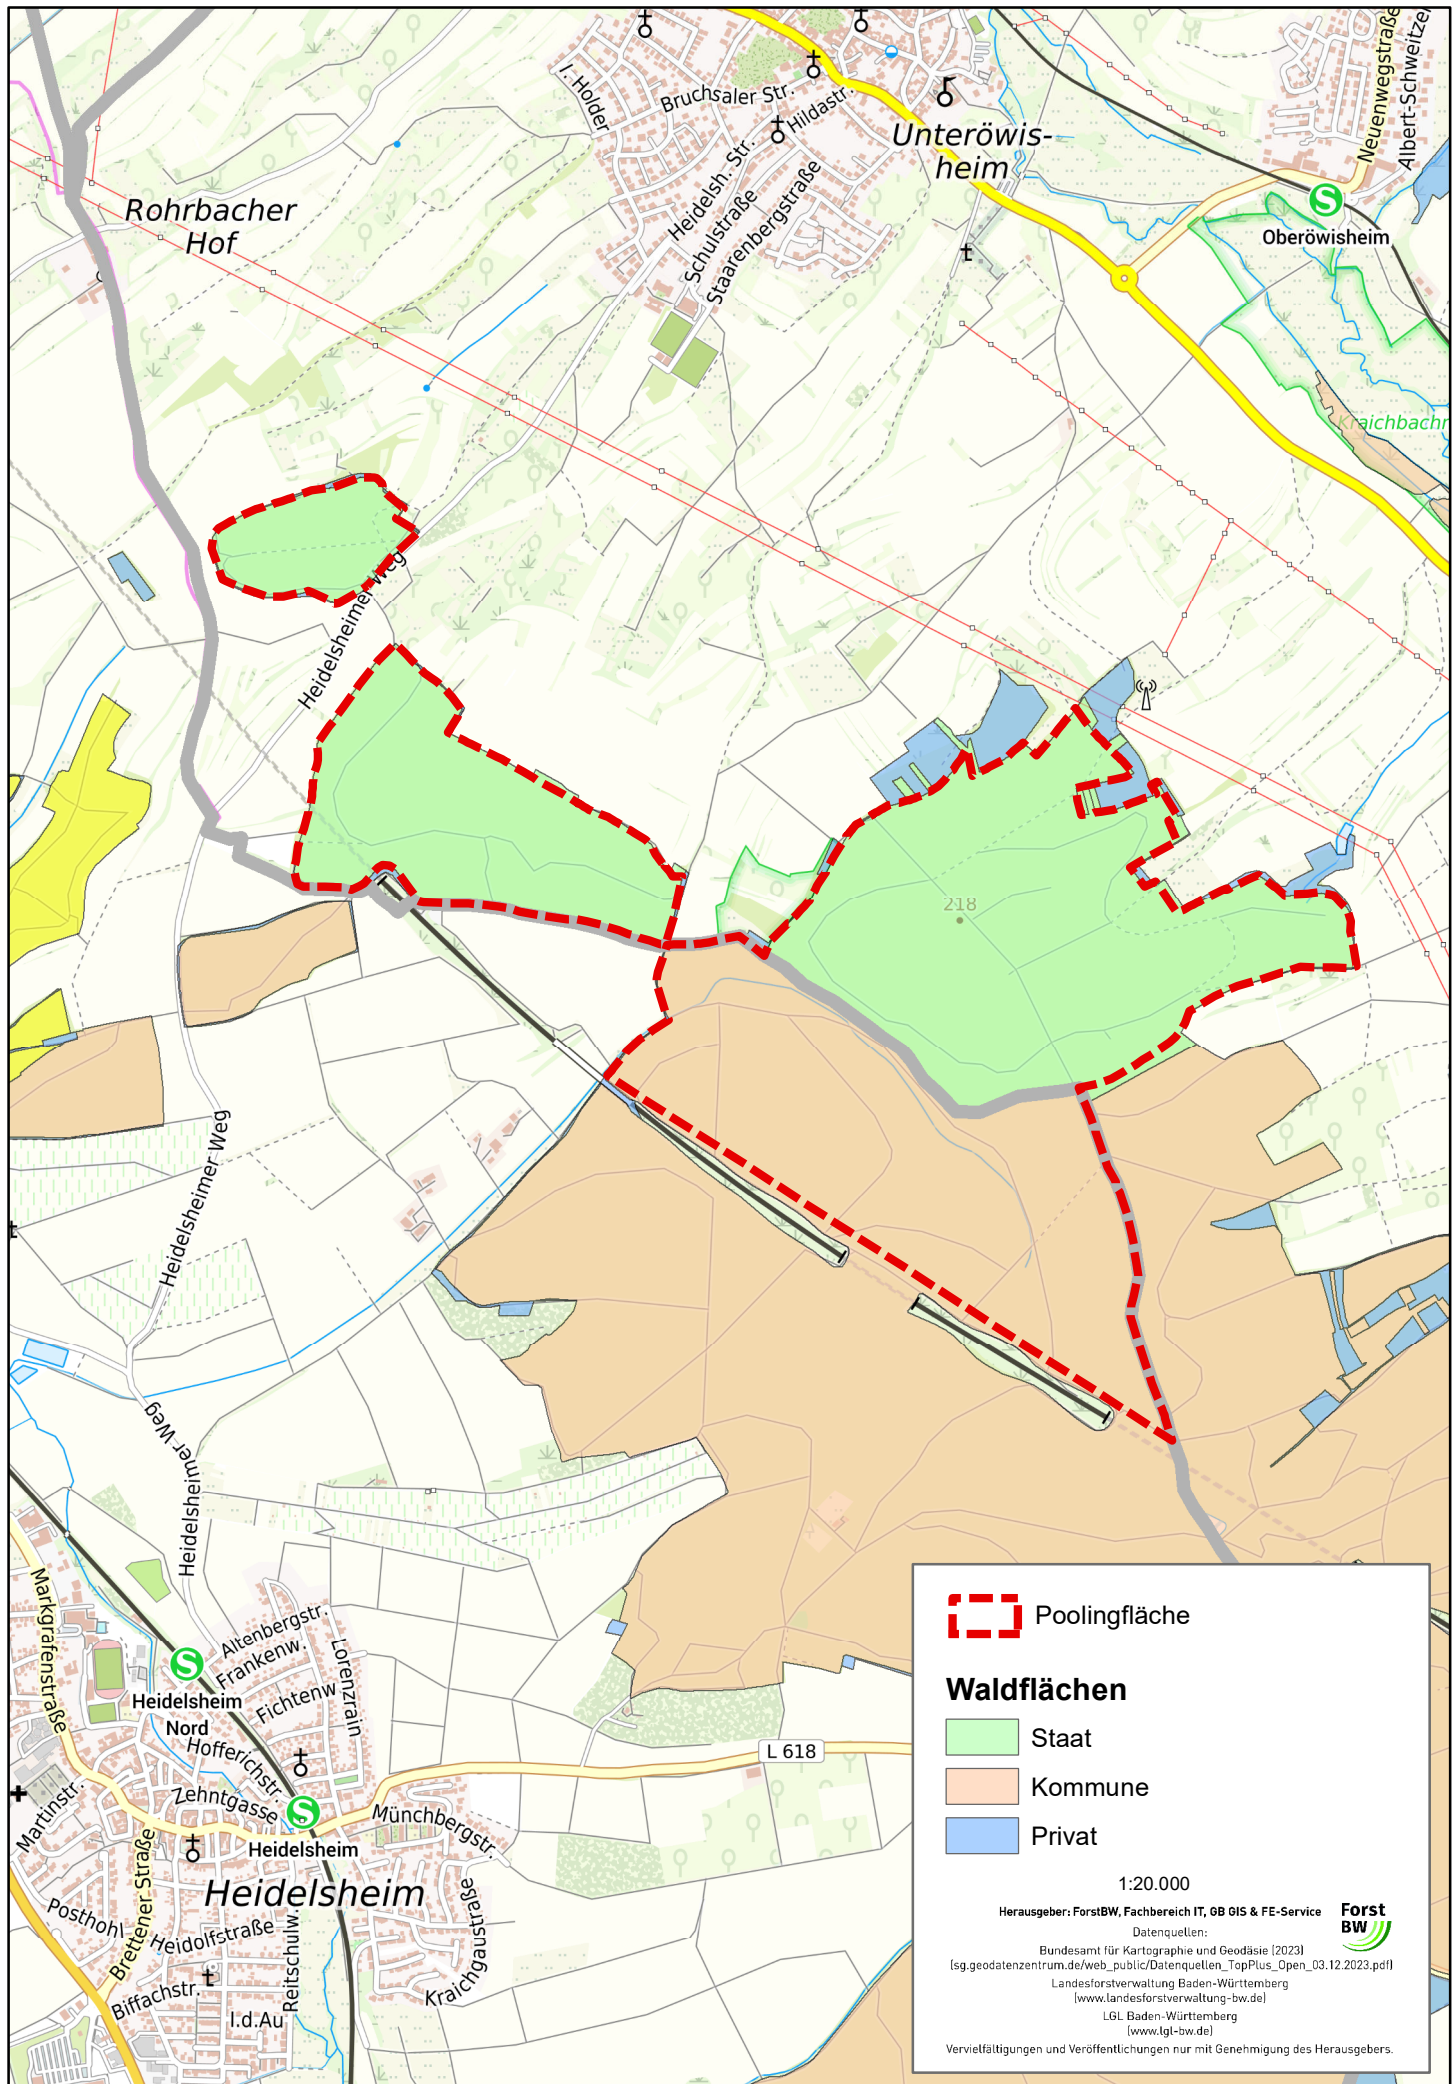 I. Holder
Bruchsaler Str.
Hildastr.
Heidelsh. Str.
Schulstraße
Staarenbergstraße
Unteröwis-
heim
Neuenwegstraße
Albert-Schweitzer
Oberöwisheim
Rohrbacher
Hof
Kraichbachn
Heidelsheimer Weg
218
Heidelsheimer Weg
Heidelsheimer Weg
Markgrafenstraße
Altenbergstr.
Frankenw.
Fichtenw.
Lorenzrain
S
Heidelsheim
Nord
Hofferichstr.
Zehntgasse
S
Heidelsheim
Münchbergstr.
L 618
Martinstr.
Brettener Straße
Heidelsheim
Posthohl
Heidolfstraße
Reitschulw.
Kraichgaustraße
Biffachstr.
I.d.Au
S
Poolingfläche
Waldflächen
Staat
Kommune
Privat
1:20.000
Herausgeber: ForstBW, Fachbereich IT, GB GIS & FE-Service
Forst
BW
Datenquellen:
Bundesamt für Kartographie und Geodäsie (2023)
(sg.geodatenzentrum.de/web_public/Datenquellen_TopPlus_Open_03.12.2023.pdf)
Landesforstverwaltung Baden-Württemberg
(www.landesforstverwaltung-bw.de)
LGL Baden-Württemberg
(www.lgl-bw.de)
Vervielfältigungen und Veröffentlichungen nur mit Genehmigung des Herausgebers.